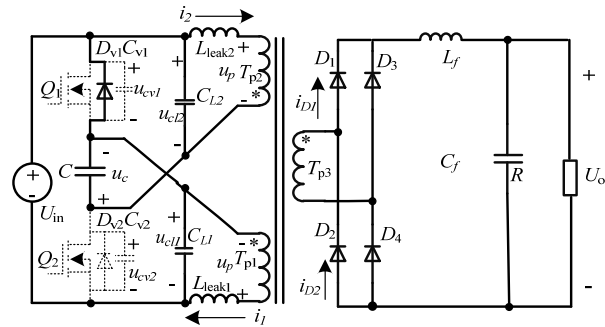 i2
Dv1 Cv1
Lleak2
+
Q1
+
ucv1
-
+
ucl2
CL2
-
up
Tp2
- *
D1
D3
Lf
iD1
+
-
Uin
C
-
uc
+
*
Tp3
Cf
R
+
Uo
-
Dv2 Cv2
Q2
+
ucv2
-
+
ucl1
CL1
-
- *
up
Tp1
+
Lleak1
D2
D4
iD2
i1